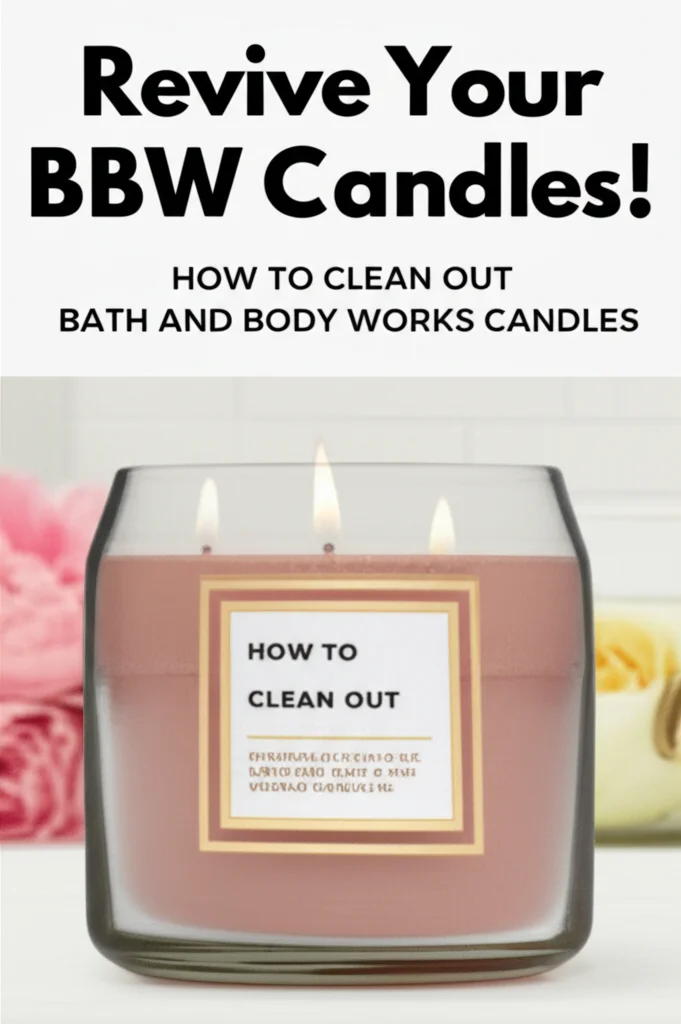 Revive Your
BBW Candles!
HOW TO CLEAN OUT
BATH AND BODY WORKS CANDLES
HOW TO
CLEAN OUT